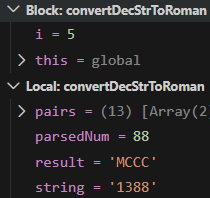 Block: convertDecStrToRoman
i = 5
this = global
Local: convertDecStrToRoman
pairs = (13) [Array(2
parsedNum = 88
result = 'MCCC'
string = '1388'